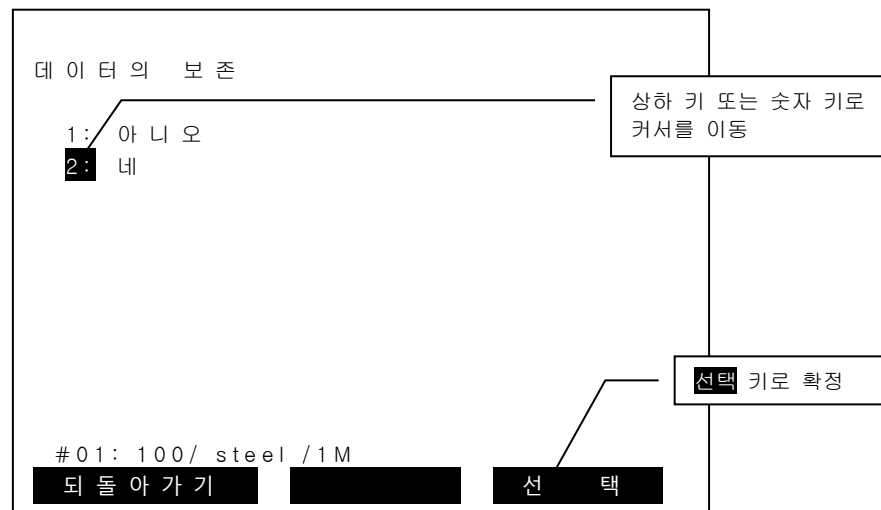 데이터의 보존
상하 키 또는 숫자 키로
커서를 이동
1: 아니오
2: 네
선택 키로 확정
#01: 100/ steel /1M
되돌아가기
선 택